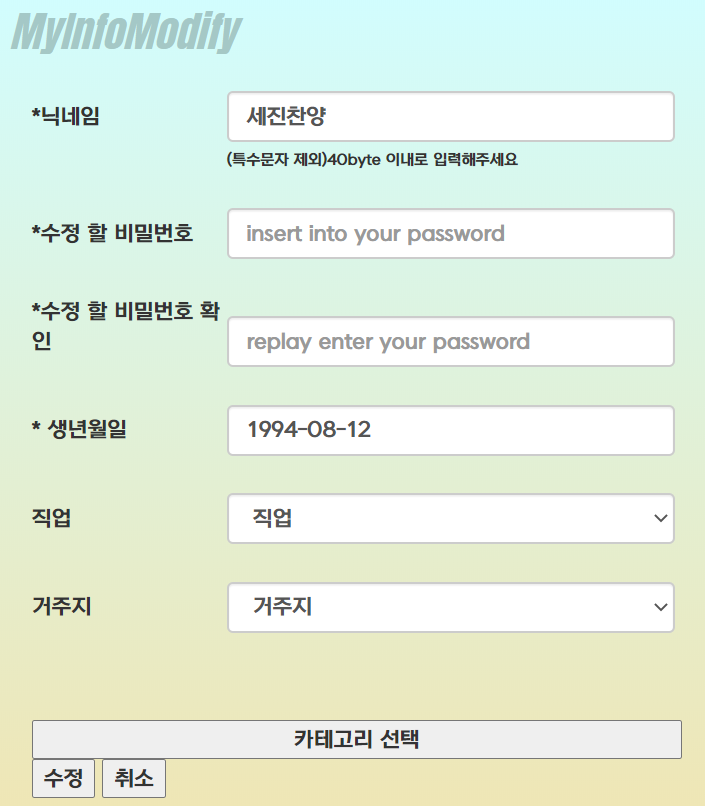 MyInfoModify
*닉네임
세진찬양
(특수문자 제외)40byte 이내로 입력해주세요
*수정 할 비밀번호
insert into your password
*수정 할 비밀번호 확
인
replay enter your password
* 생년월일
1994-08-12
직업
직업
거주지
거주지
카테고리 선택
수정 취소